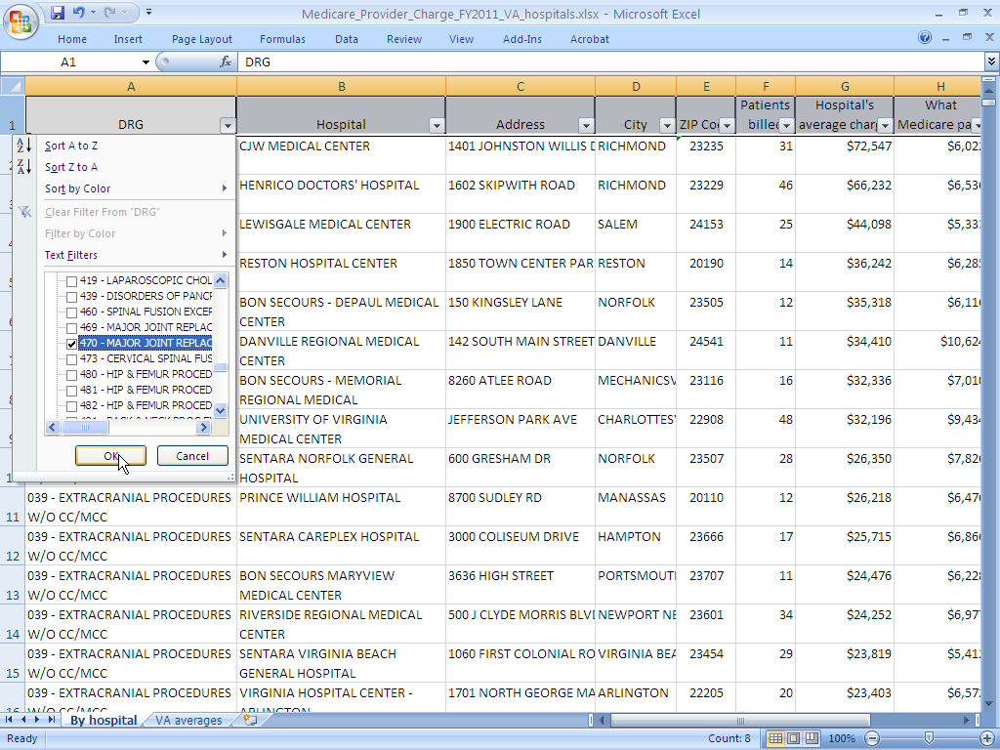 Medicare_Provider_Charge_FY2011_VA_hospitals.xlsx - Microsoft Excel
Home Insert Page Layout Formulas Data Review View Add-Ins Acrobat
A1 fx DRG
A B C D E F G H
1 DRG Hospital Address City ZIP Co Patients bille Hospital's average char What Medicare pa
Sort A to Z
Sort Z to A
Sort by Color
Clear Filter From "DRG"
Filter by Color
Text Filters
419 - LAPAROSCOPIC CHOL
439 - DISORDERS OF PANCR
460 - SPINAL FUSION EXCEP
469 - MAJOR JOINT REPLAC
470 - MAJOR JOINT REPLAC
473 - CERVICAL SPINAL FUS
480 - HIP & FEMUR PROCED
481 - HIP & FEMUR PROCED
482 - HIP & FEMUR PROCED
OK Cancel
CJW MEDICAL CENTER 1401 JOHNSTON WILLIS D RICHMOND 23235 31 $72,547 $6,02
HENRICO DOCTORS' HOSPITAL 1602 SKIPWITH ROAD RICHMOND 23229 46 $66,232 $6,53
LEWISGALE MEDICAL CENTER 1900 ELECTRIC ROAD SALEM 24153 25 $44,098 $5,33
RESTON HOSPITAL CENTER 1850 TOWN CENTER PAR RESTON 20190 14 $36,242 $6,28
BON SECOURS - DEPAUL MEDICAL 150 KINGSLEY LANE NORFOLK 23505 12 $35,318 $6,11
CENTER
DANVILLE REGIONAL MEDICAL 142 SOUTH MAIN STREET DANVILLE 24541 11 $34,410 $10,62
CENTER
BON SECOURS - MEMORIAL 8260 ATLEE ROAD MECHANICSV 23116 16 $32,336 $7,01
REGIONAL MEDICAL
UNIVERSITY OF VIRGINIA JEFFERSON PARK AVE CHARLOTTES 22908 48 $32,196 $9,43
MEDICAL CENTER
SENTARA NORFOLK GENERAL 600 GRESHAM DR NORFOLK 23507 28 $26,350 $7,82
HOSPITAL
039 - EXTRACRANIAL PROCEDURES PRINCE WILLIAM HOSPITAL 8700 SUDLEY RD MANASSAS 20110 12 $26,218 $6,47
11 W/O CC/MCC
039 - EXTRACRANIAL PROCEDURES SENTARA CAREPLEX HOSPITAL 3000 COLISEUM DRIVE HAMPTON 23666 17 $25,715 $6,86
12 W/O CC/MCC
039 - EXTRACRANIAL PROCEDURES BON SECOURS MARYVIEW 3636 HIGH STREET PORTSMOUT 23707 11 $24,476 $6,22
13 W/O CC/MCC MEDICAL CENTER
039 - EXTRACRANIAL PROCEDURES RIVERSIDE REGIONAL MEDICAL 500 J CLYDE MORRIS BLV NEWPORT NE 23601 34 $24,252 $6,97
14 W/O CC/MCC CENTER
039 - EXTRACRANIAL PROCEDURES SENTARA VIRGINIA BEACH 1060 FIRST COLONIAL RO VIRGINIA BEA 23454 29 $23,819 $5,41
15 W/O CC/MCC GENERAL HOSPITAL
039 - EXTRACRANIAL PROCEDURES VIRGINIA HOSPITAL CENTER - 1701 NORTH GEORGE MA ARLINGTON 22205 20 $23,403 $6,57
16 W/O CC/MCC ARLINGTON
By hospital VA averages
Ready Count: 8 100%